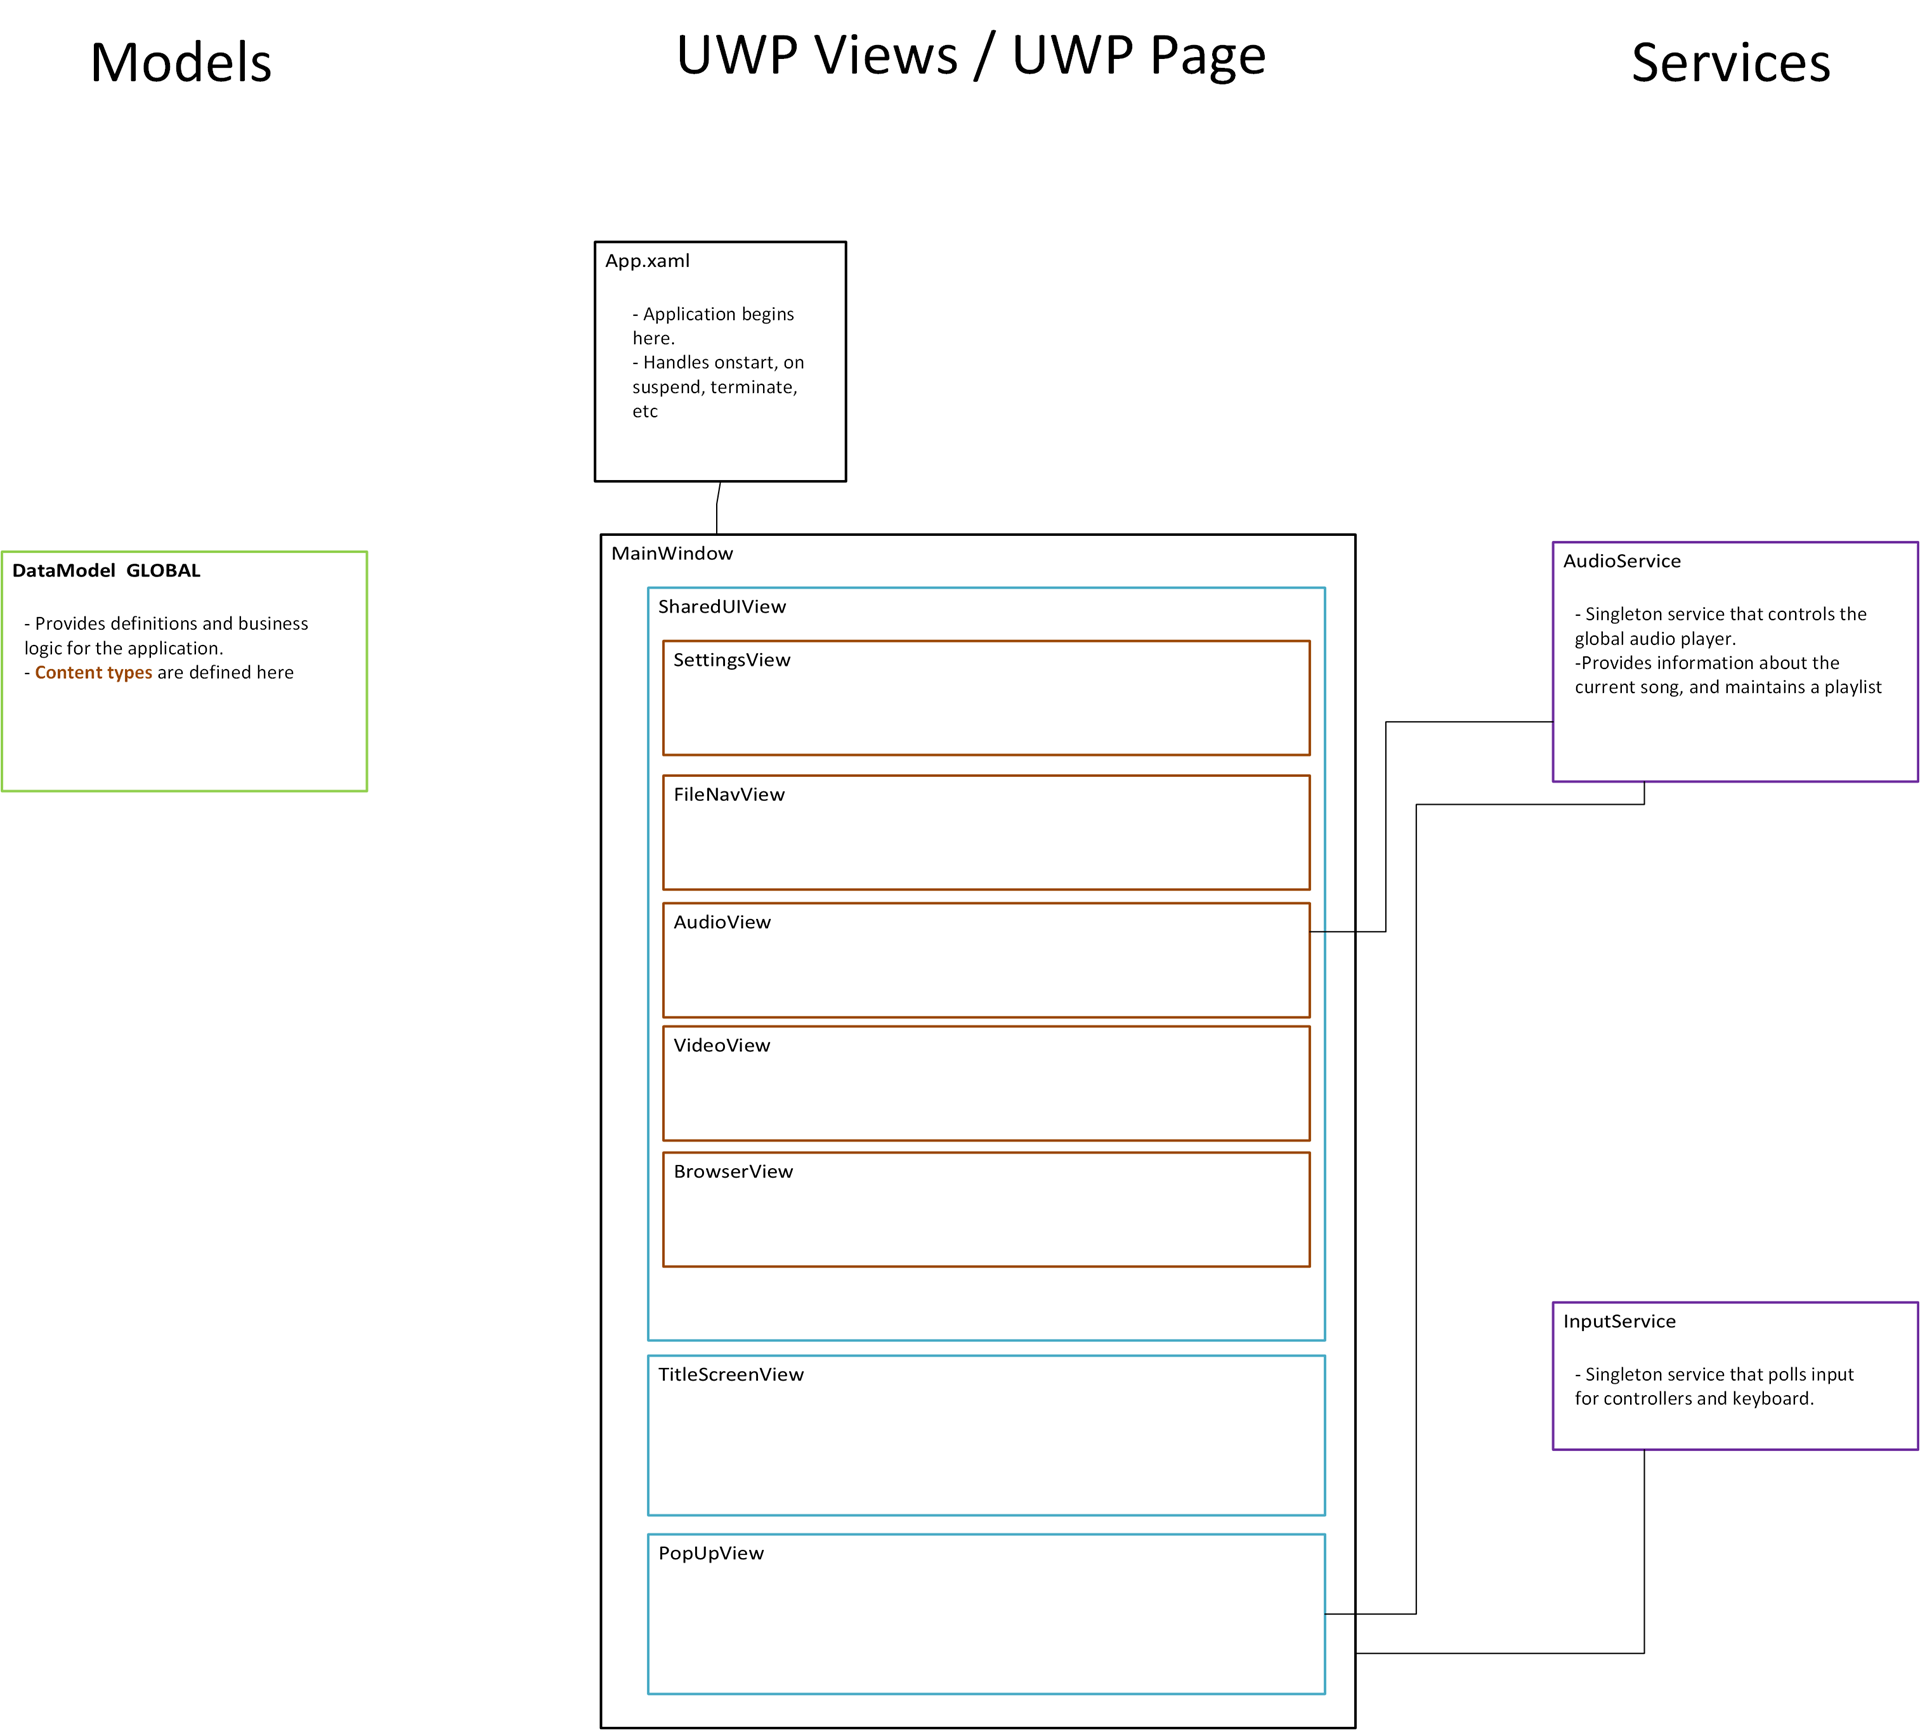 Models
UWP Views / UWP Page
Services
App.xaml
- Application begins
here.
- Handles onstart, on
suspend, terminate,
etc
DataModel  GLOBAL
- Provides definitions and business
logic for the application.
- Content types are defined here
MainWindow
SharedUIView
SettingsView
FileNavView
AudioView
VideoView
BrowserView
TitleScreenView
PopUpView
AudioService
- Singleton service that controls the
global audio player.
-Provides information about the
current song, and maintains a playlist
InputService
- Singleton service that polls input
for controllers and keyboard.